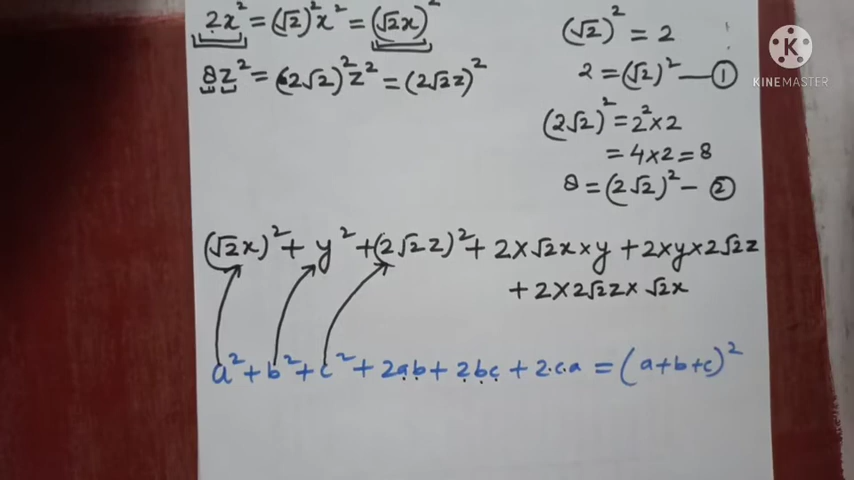 2x² = (√2)²x² = (√2x)²
8z² = (2√2)²z² = (2√2z)²
(√2)² = 2
2 = (√2)² — ①
(2√2)² = 2² × 2
= 4 × 2 = 8
8 = (2√2)² — ②
K
KINEMASTER
(√2x)² + y² + (2√2z)² + 2×√2x×y + 2×y×2√2z
+ 2×2√2z×√2x
a² + b² + c² + 2ab + 2bc + 2.c.a = (a+b+c)²